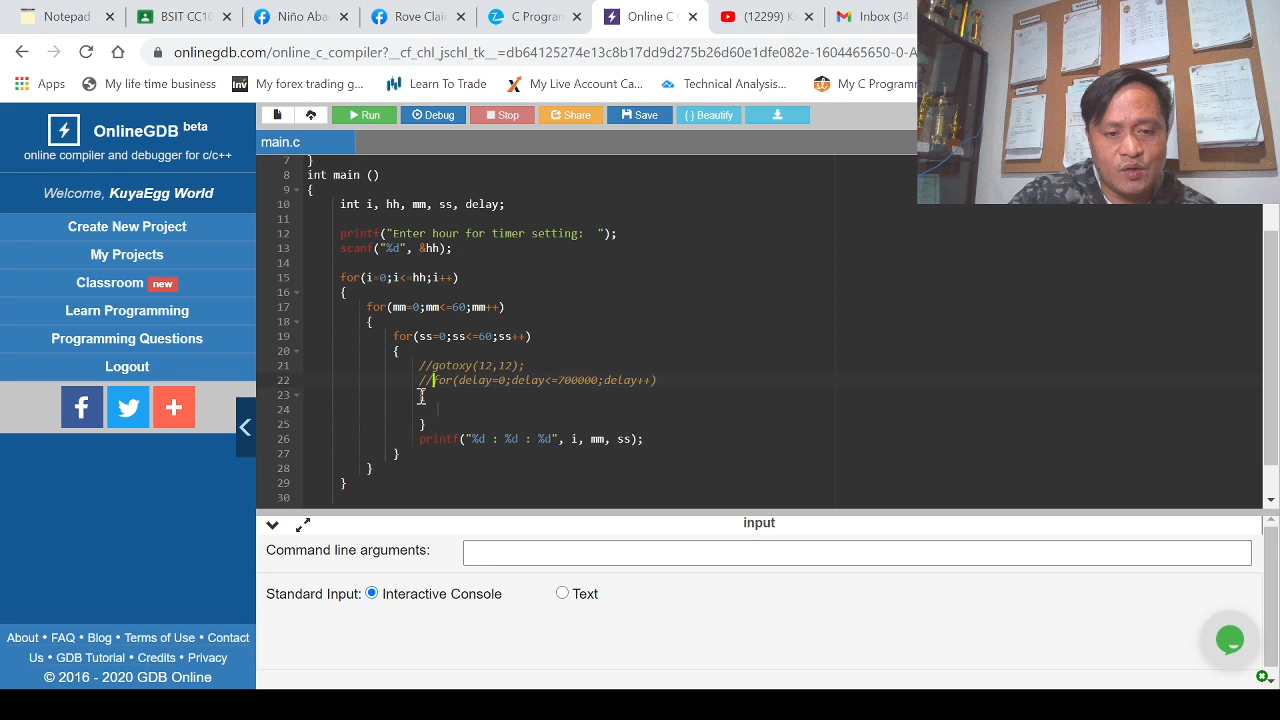 Notepad
BSIT CC10
Niño Aba
Rove Clai
C Program
Online C C
(12299) K
Inbox (34
onlinegdb.com/online_c_compiler?__cf_chl_jschl_tk__=db64125274e13c8b17dd9d275b26d60e1dfe082e-1604465650-0-A
Apps
My life time business...
My forex trading g...
Learn To Trade
My Live Account Ca...
Technical Analysis...
My C Program
OnlineGDB beta
online compiler and debugger for c/c++
Welcome, KuyaEgg World
Create New Project
My Projects
Classroom new
Learn Programming
Programming Questions
Logout
About • FAQ • Blog • Terms of Use • Contact
Us • GDB Tutorial • Credits • Privacy
© 2016 - 2020 GDB Online
Run
Debug
Stop
Share
Save
{ } Beautify
main.c
7 }
8 int main ()
9 {
10 int i, hh, mm, ss, delay;
11
12 printf("Enter hour for timer setting:  ");
13 scanf("%d", &hh);
14
15 for(i=0;i<=hh;i++)
16 {
17 for(mm=0;mm<=60;mm++)
18 {
19 for(ss=0;ss<=60;ss++)
20 {
21 //gotoxy(12,12);
22 //for(delay=0;delay<=700000;delay++)
23 {
24
25 }
26 printf("%d : %d : %d", i, mm, ss);
27 }
28 }
29 }
30
input
Command line arguments:
Standard Input:
Interactive Console
Text